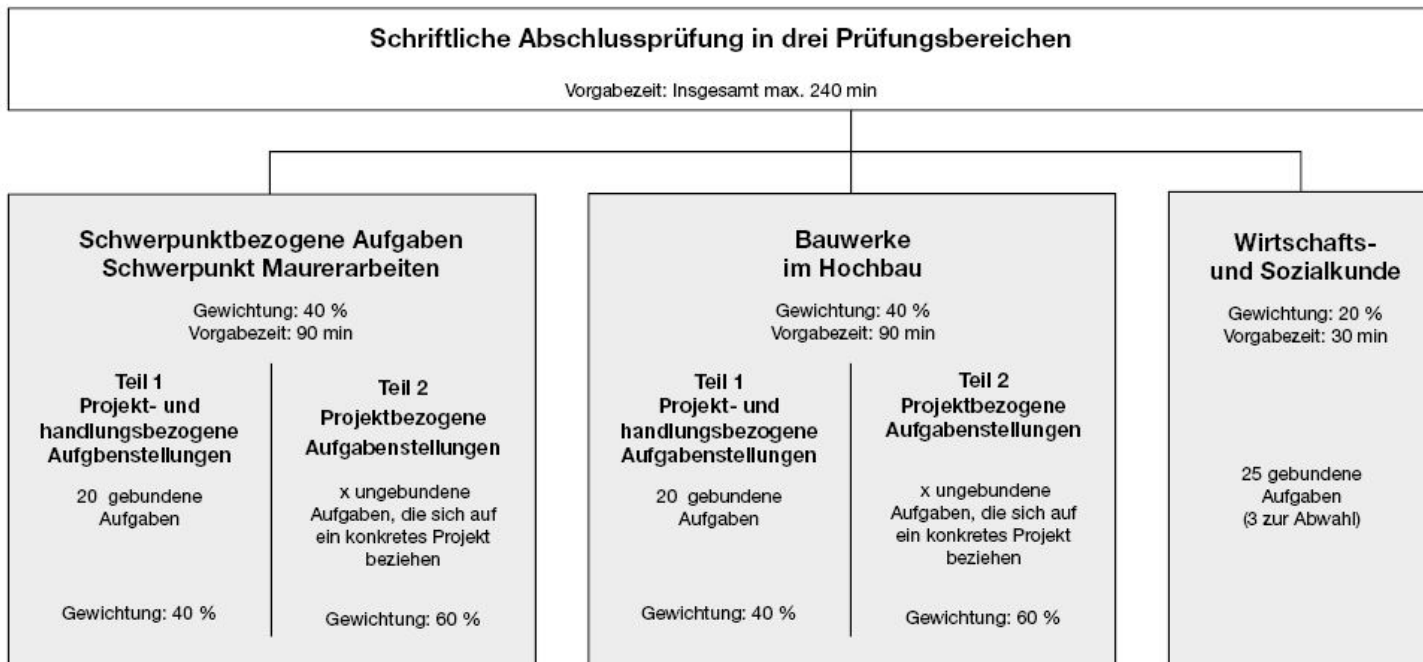 Schriftliche Abschlussprüfung in drei Prüfungsbereichen
Vorgabezeit: Insgesamt max. 240 min
Schwerpunktbezogene Aufgaben
Schwerpunkt Maurerarbeiten
Gewichtung: 40 %
Vorgabezeit: 90 min
Teil 1
Projekt- und
handlungsbezogene
Aufgbenstellungen
20 gebundene
Aufgaben
Gewichtung: 40 %
Teil 2
Projektbezogene
Aufgabenstellungen
x ungebundene
Aufgaben, die sich auf
ein konkretes Projekt
beziehen
Gewichtung: 60 %
Bauwerke
im Hochbau
Gewichtung: 40 %
Vorgabezeit: 90 min
Teil 1
Projekt- und
handlungsbezogene
Aufgabenstellungen
20 gebundene
Aufgaben
Gewichtung: 40 %
Teil 2
Projektbezogene
Aufgabenstellungen
x ungebundene
Aufgaben, die sich auf
ein konkretes Projekt
beziehen
Gewichtung: 60 %
Wirtschafts-
und Sozialkunde
Gewichtung: 20 %
Vorgabezeit: 30 min
25 gebundene
Aufgaben
(3 zur Abwahl)